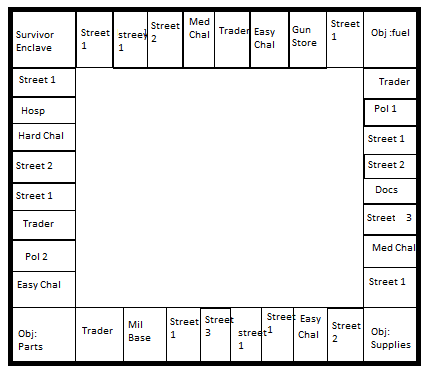 Survivor
Enclave
Street
1
street
1
Street
2
Med
Chal
Trader
Easy
Chal
Gun
Store
Street
1
Obj :fuel
Street 1
Hosp
Hard Chal
Street 2
Street 1
Trader
Pol 2
Easy Chal
Trader
Pol 1
Street 1
Street 2
Docs
Street 3
Med Chal
Street 1
Obj:
Parts
Trader
Mil
Base
Street
1
Street
3
street
1
Street
1
Easy
Chal
Street
2
Obj:
Supplies